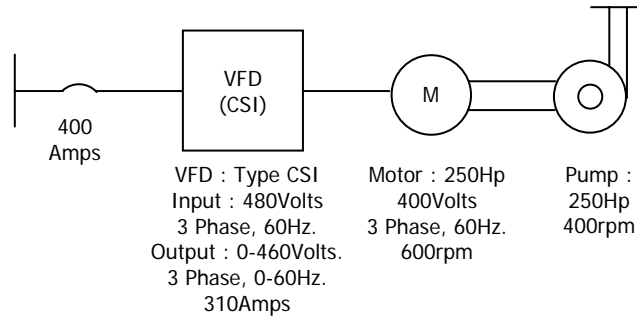 400
Amps
VFD
(CSI)
M
VFD : Type CSI
Input : 480Volts
3 Phase, 60Hz.
Output : 0-460Volts.
3 Phase, 0-60Hz.
310Amps
Motor : 250Hp
400Volts
3 Phase, 60Hz.
600rpm
Pump :
250Hp
400rpm